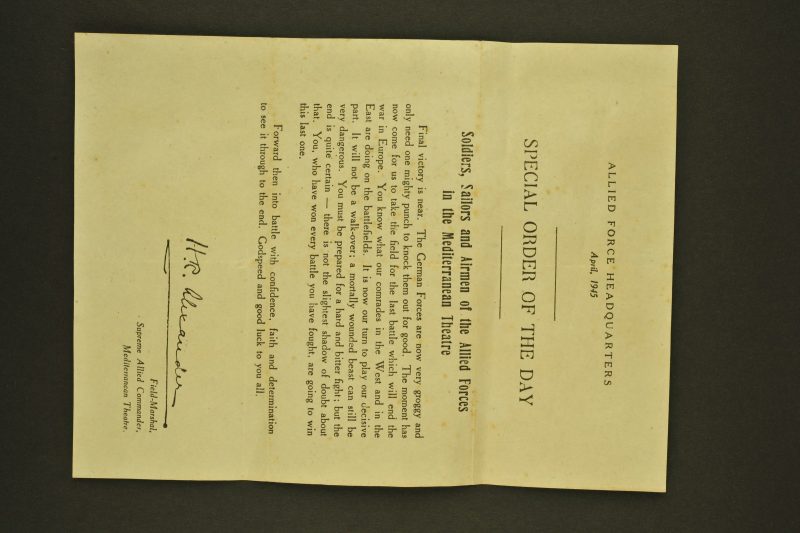 ALLIED FORCE HEADQUARTERS
April, 1945
SPECIAL ORDER OF THE DAY
Soldiers, Sailors and Airmen of the Allied Forces
in the Mediterranean Theatre
Final victory is near. The German Forces are now very groggy and
only need one mighty punch to knock them out for good. The moment has
now come for us to take the field for the last battle which will end the
war in Europe. You know what our comrades in the West and in the
East are doing on the battlefields. It is now our turn to play our decisive
part. It will not be a walk-over; a mortally wounded beast can still be
very dangerous. You must be prepared for a hard and bitter fight; but the
end is quite certain — there is not the slightest shadow of doubt about
that. You, who have won every battle you have fought, are going to win
this last one.
Forward then into battle with confidence, faith and determination
to see it through to the end. Godspeed and good luck to you all.
H.R. Alexander
Field-Marshal,
Supreme Allied Commander,
Mediterranean Theatre.